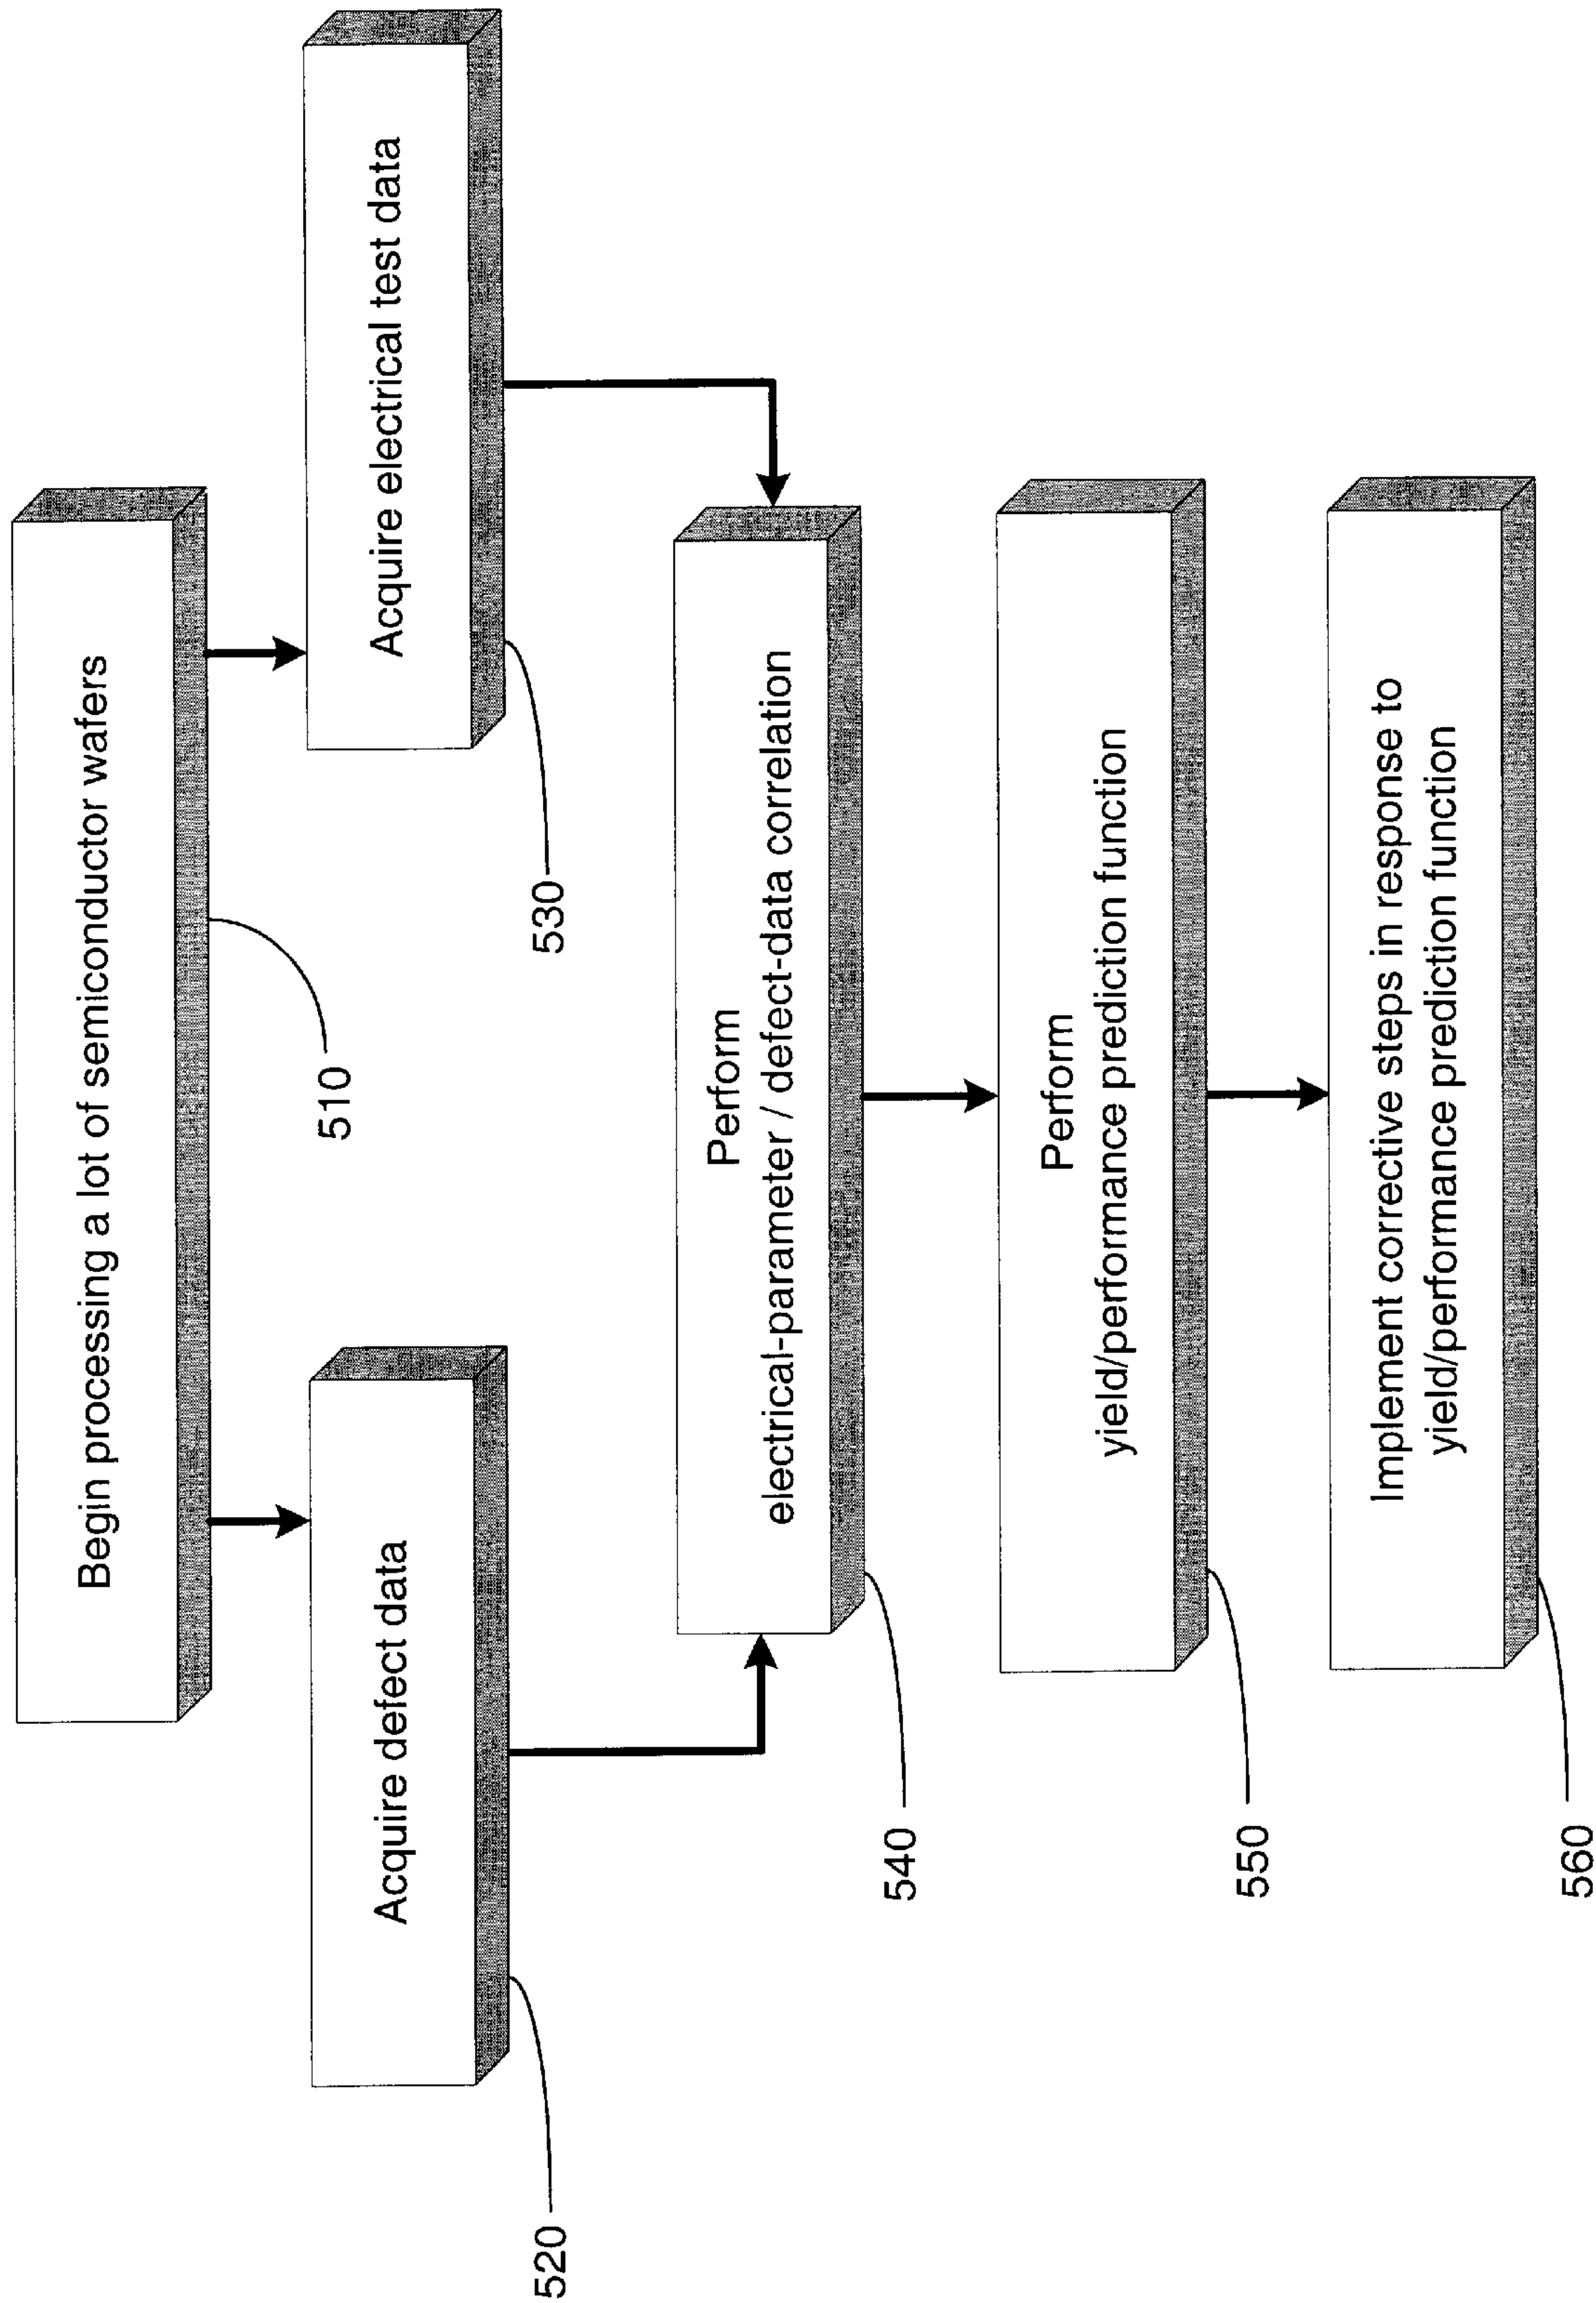 Begin processing a lot of semiconductor wafers
510
Acquire defect data
520
Acquire electrical test data
530
Perform
electrical-parameter / defect-data correlation
540
Perform
yield/performance prediction function
550
Implement corrective steps in response to
yield/performance prediction function
560